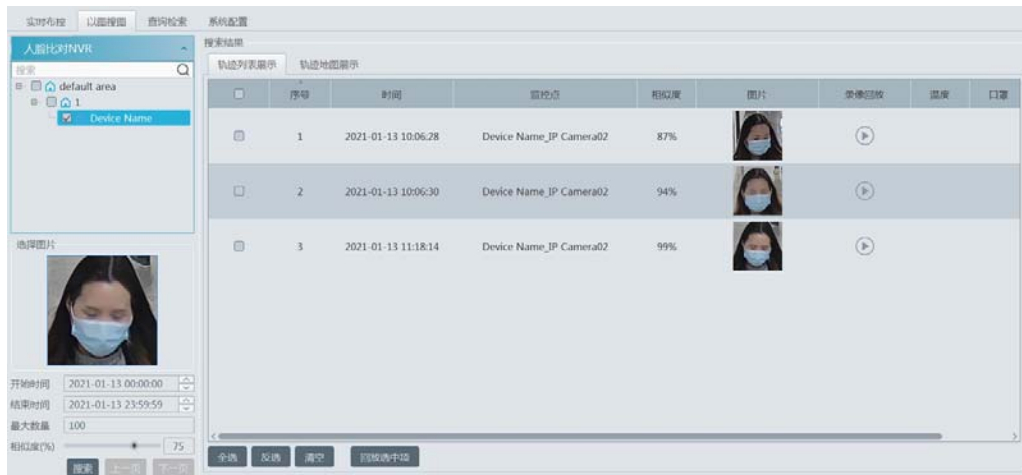 实时布控 以图搜图 查询检索 系统配置
人脸比对NVR
搜索
default area
1
Device Name
选择图片
开始时间 2021-01-13 00:00:00
结束时间 2021-01-13 23:59:59
最大数量 100
相似度(%) 75
搜索 上一页 下一页
搜索结果
轨迹列表展示 轨迹地图展示
序号 时间 监控点 相似度 图片 录像回放 温度 口罩
1 2021-01-13 10:06:28 Device Name_IP Camera02 87%
2 2021-01-13 10:06:30 Device Name_IP Camera02 94%
3 2021-01-13 11:18:14 Device Name_IP Camera02 99%
全选 反选 清空 回放选中项